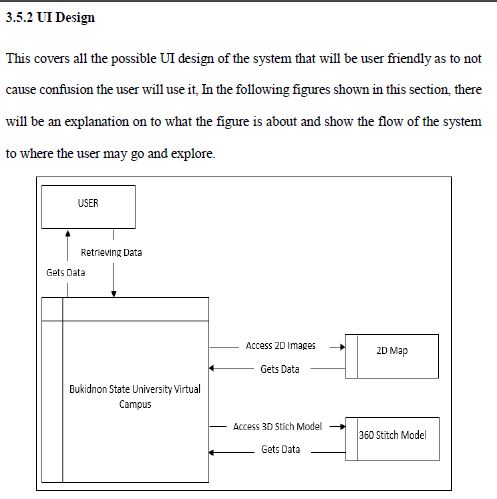 3.5.2 UI Design
This covers all the possible UI design of the system that will be user friendly as to not
cause confusion the user will use it, In the following figures shown in this section, there
will be an explanation on to what the figure is about and show the flow of the system
to where the user may go and explore.
USER
Retrieving Data
Gets Data
Access 2D Images
2D Map
Gets Data
Bukidnon State University Virtual
Campus
Access 3D Stich Model
360 Stitch Model
Gets Data